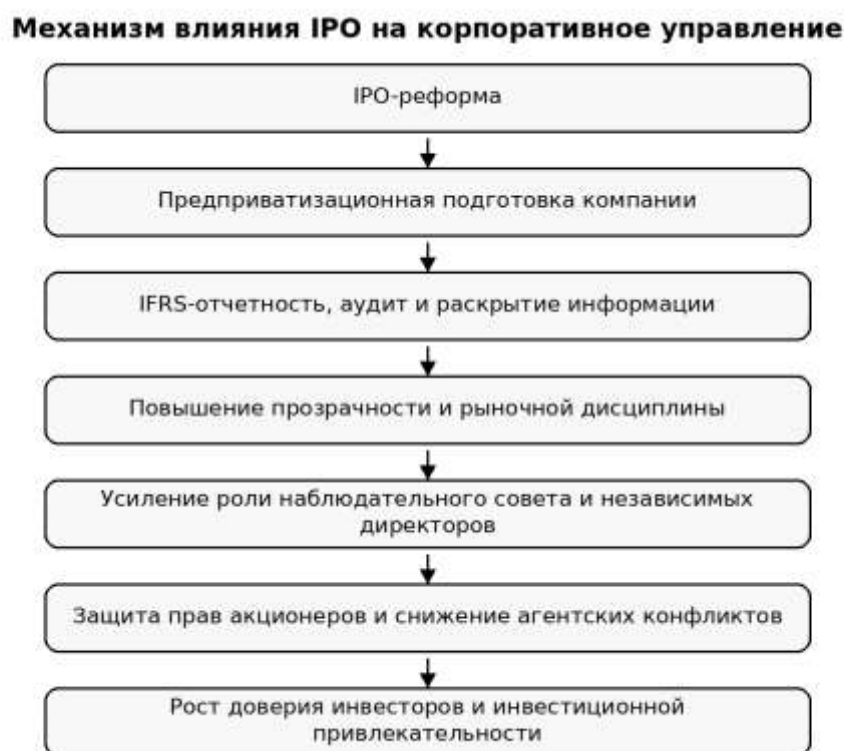 Механизм влияния IPO на корпоративное управление
IPO-реформа
Предприватизационная подготовка компании
IFRS-отчетность, аудит и раскрытие информации
Повышение прозрачности и рыночной дисциплины
Усиление роли наблюдательного совета и независимых
директоров
Защита прав акционеров и снижение агентских конфликтов
Рост доверия инвесторов и инвестиционной
привлекательности